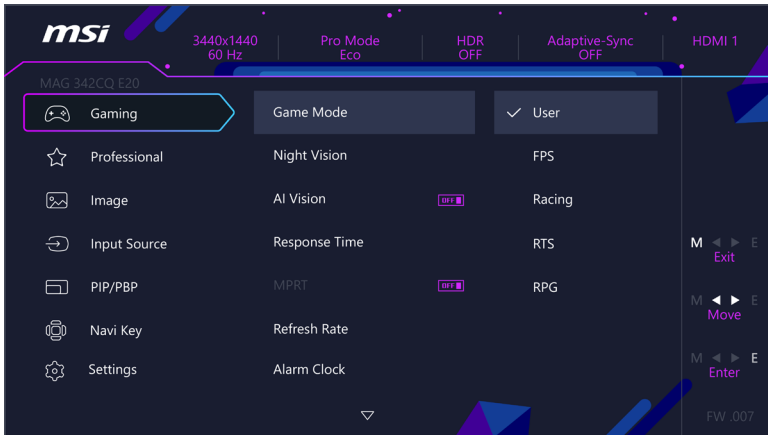 msi
3440x1440
60 Hz
Pro Mode
Eco
HDR
OFF
Adaptive-Sync
OFF
HDMI 1
MAG 342CQ E20
Gaming
Professional
Image
Input Source
PIP/PBP
Navi Key
Settings
Game Mode
Night Vision
AI Vision
OFF
Response Time
MPRT
OFF
Refresh Rate
Alarm Clock
User
FPS
Racing
RTS
RPG
M E
Exit
M E
Move
M E
Enter
FW .007